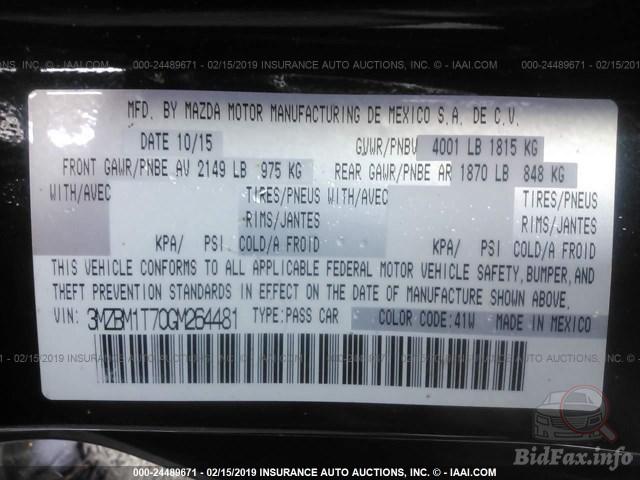 000-24489671 - 02/15/2019 INSURANCE AUTO AUCTIONS, INC. - © - IAAI.COM
MFD. BY MAZDA MOTOR MANUFACTURING DE MEXICO S.A. DE C.V.
DATE 10/15 GVWR/PNBV 4001 LB 1815 KG
FRONT GAWR/PNBE AV 2149 LB 975 KG REAR GAWR/PNBE AR 1870 LB 848 KG
WITH/AVEC TIRES/PNEUS WITH/AVEC TIRES/PNEUS
RIMS/JANTES RIMS/JANTES
KPA/ PSI COLD/A FROID KPA/ PSI COLD/A FROID
THIS VEHICLE CONFORMS TO ALL APPLICABLE FEDERAL MOTOR VEHICLE SAFETY, BUMPER, AND
THEFT PREVENTION STANDARDS IN EFFECT ON THE DATE OF MANUFACTURE SHOWN ABOVE.
VIN: 3MZBM1T70GM264481 TYPE:PASS CAR COLOR CODE:41W MADE IN MEXICO
BidFax.info
000-24489671 - 02/15/2019 INSURANCE AUTO AUCTIONS, INC. - © - IAAI.COM